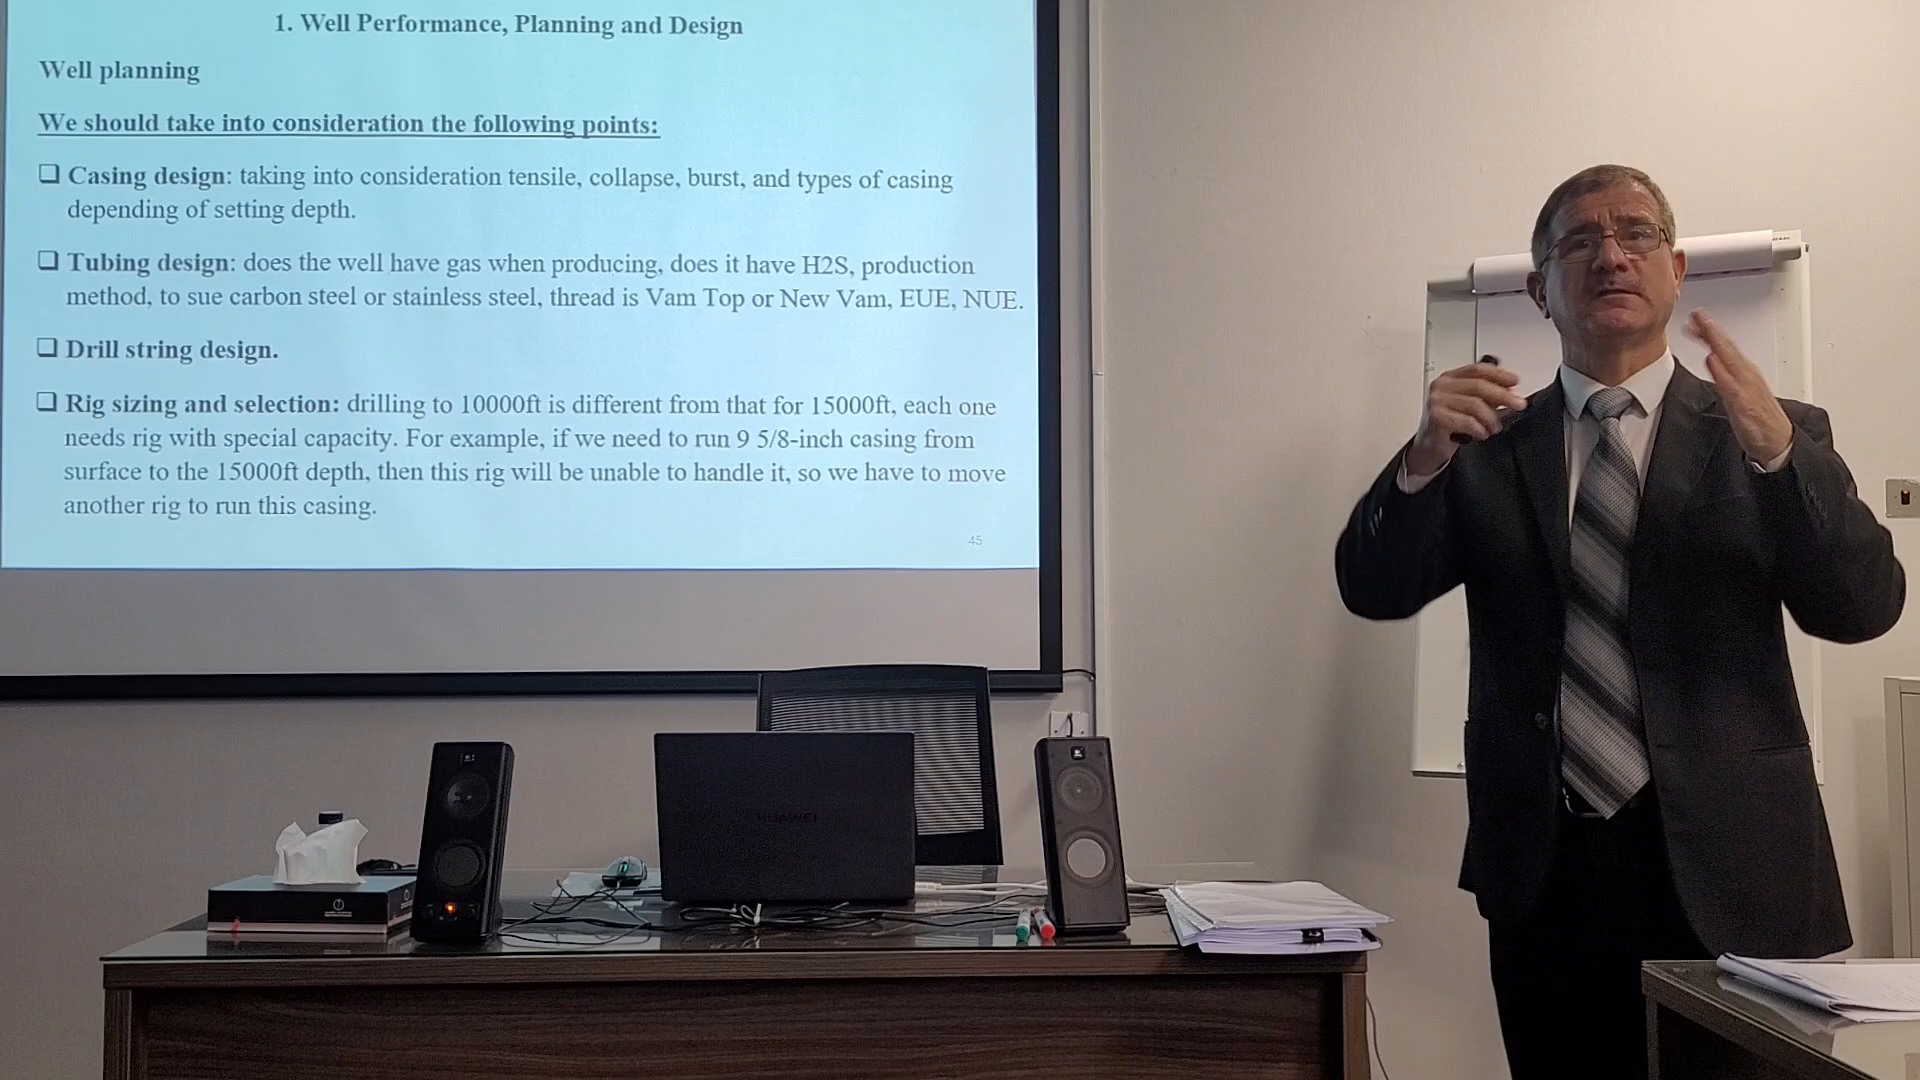 1. Well Performance, Planning and Design
Well planning
We should take into consideration the following points:
❑ Casing design: taking into consideration tensile, collapse, burst, and types of casing
depending of setting depth.
❑ Tubing design: does the well have gas when producing, does it have H2S, production
method, to sue carbon steel or stainless steel, thread is Vam Top or New Vam, EUE, NUE.
❑ Drill string design.
❑ Rig sizing and selection: drilling to 10000ft is different from that for 15000ft, each one
needs rig with special capacity. For example, if we need to run 9 5/8-inch casing from
surface to the 15000ft depth, then this rig will be unable to handle it, so we have to move
another rig to run this casing.
45
HUAWEI